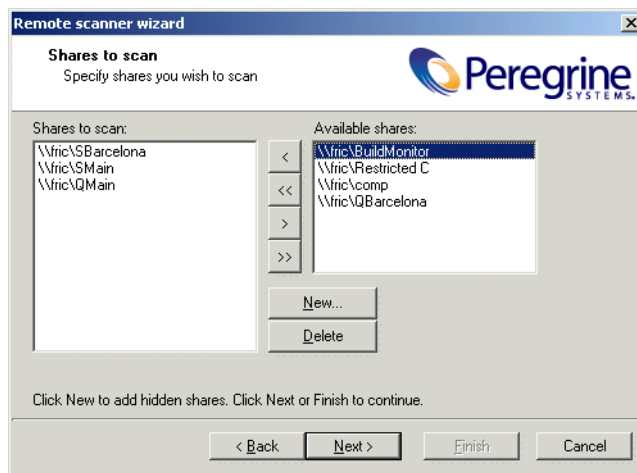 Remote scanner wizard
Shares to scan
Specify shares you wish to scan
Peregrine
SYSTEMS
Shares to scan:
\\fric\SBarcelona
\\fric\SMain
\\fric\QMain
<
<<
>
>>
Available shares:
\\fric\BuildMonitor
\\fric\Restricted C
\\fric\comp
\\fric\QBarcelona
New...
Delete
Click New to add hidden shares. Click Next or Finish to continue.
< Back
Next >
Finish
Cancel